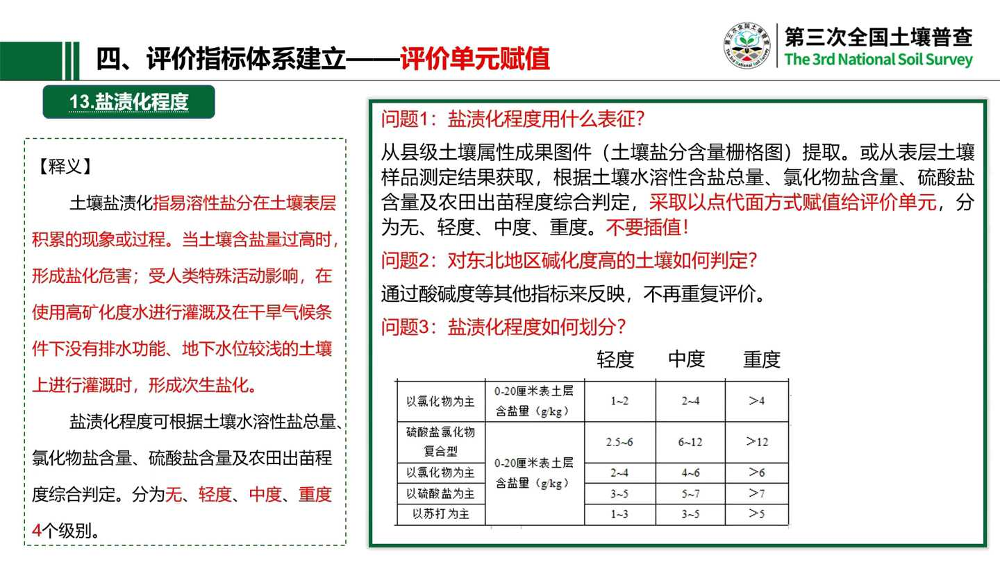 四、评价指标体系建立——评价单元赋值
第三次全国土壤普查
The 3rd National Soil Survey
13.盐渍化程度
【释义】
土壤盐渍化指易溶性盐分在土壤表层
积累的现象或过程。当土壤含盐量过高时，
形成盐化危害；受人类特殊活动影响，在
使用高矿化度水进行灌溉及在干旱气候条
件下没有排水功能、地下水位较浅的土壤
上进行灌溉时，形成次生盐化。
盐渍化程度可根据土壤水溶性盐总量、
氯化物盐含量、硫酸盐含量及农田出苗程
度综合判定。分为无、轻度、中度、重度
4个级别。
问题1：盐渍化程度用什么表征？
从县级土壤属性成果图件（土壤盐分含量栅格图）提取。或从表层土壤
样品测定结果获取，根据土壤水溶性含盐总量、氯化物盐含量、硫酸盐
含量及农田出苗程度综合判定，采取以点代面方式赋值给评价单元，分
为无、轻度、中度、重度。不要插值！
问题2：对东北地区碱化度高的土壤如何判定？
通过酸碱度等其他指标来反映，不再重复评价。
问题3：盐渍化程度如何划分？
轻度 中度 重度
以氯化物为主 0-20厘米表土层含盐量（g/kg） 1~2 2~4 >4
硫酸盐氯化物复合型 0-20厘米表土层含盐量（g/kg） 2.5~6 6~12 >12
以氯化物为主 2~4 4~6 >6
以硫酸盐为主 3~5 5~7 >7
以苏打为主 1~3 3~5 >5